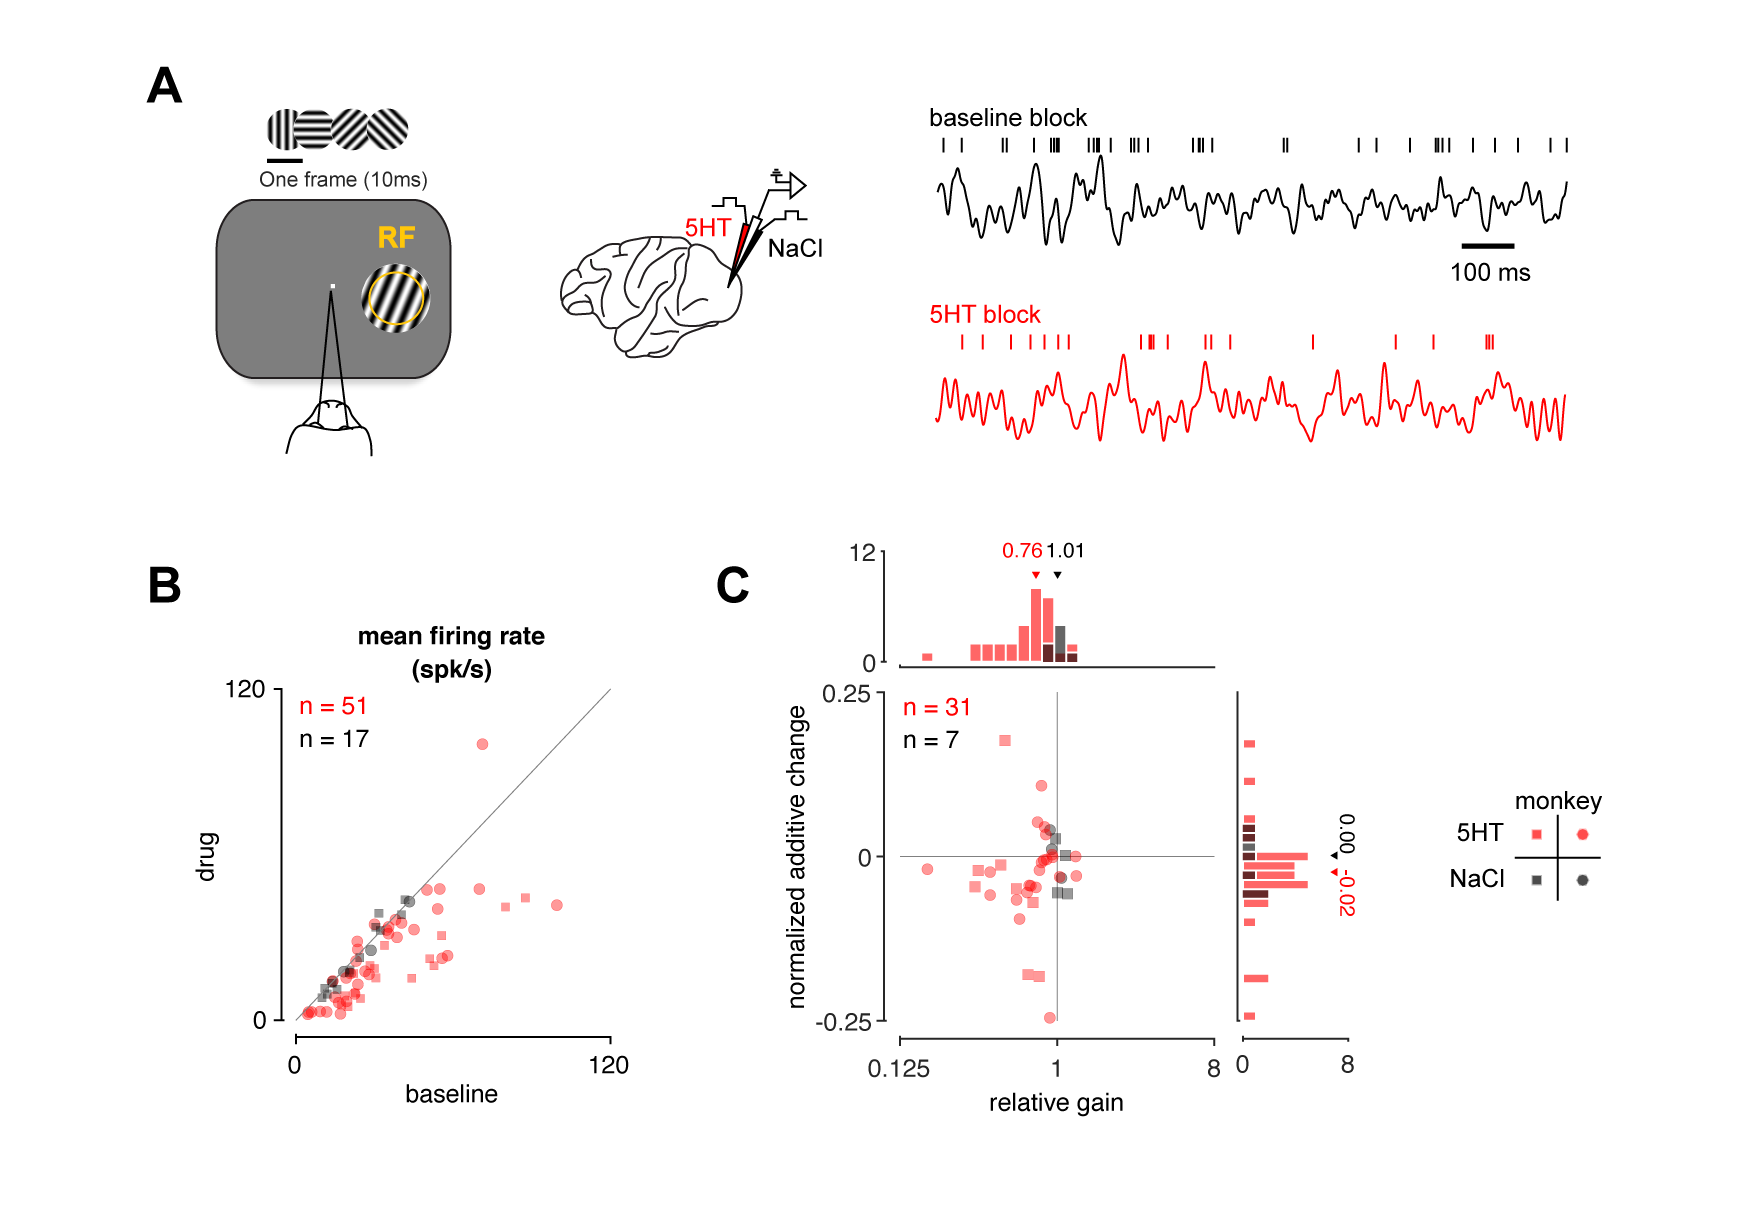 A
One frame (10ms)
RF
5HT
NaCl
baseline block
100 ms
5HT block
B
mean firing rate
(spk/s)
120
n = 51
n = 17
drug
0
0
120
baseline
C
12
0.76
1.01
0
0.25
n = 31
n = 7
normalized additive change
0
-0.25
0.125
1
8
relative gain
0.00
-0.02
0
8
monkey
5HT
NaCl